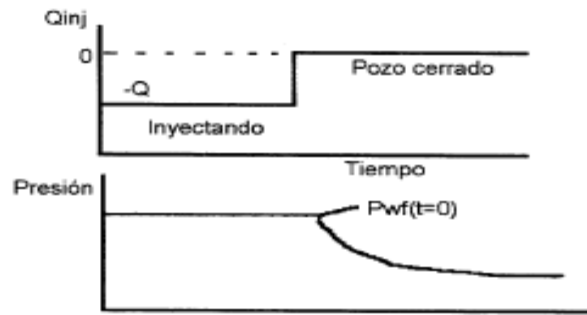 Qinj
0
Pozo cerrado
-Q
Inyectando
Tiempo
Presión
Pwf(t=0)